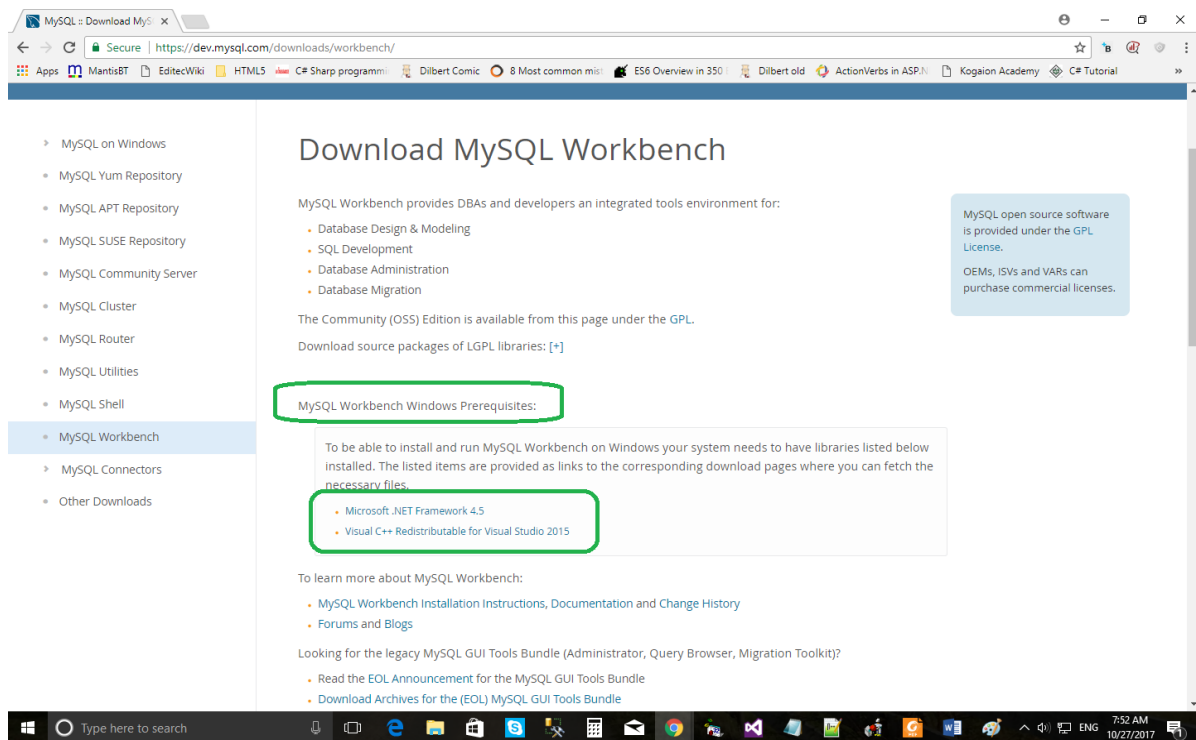 MySQL :: Download MyS
Secure | https://dev.mysql.com/downloads/workbench/
Apps MantisBT EditecWiki HTML5 C# Sharp programmi Dilbert Comic 8 Most common mis ES6 Overview in 350 Dilbert old ActionVerbs in ASP.N Kogaion Academy C# Tutorial »
MySQL on Windows
MySQL Yum Repository
MySQL APT Repository
MySQL SUSE Repository
MySQL Community Server
MySQL Cluster
MySQL Router
MySQL Utilities
MySQL Shell
MySQL Workbench
MySQL Connectors
Other Downloads
Download MySQL Workbench
MySQL Workbench provides DBAs and developers an integrated tools environment for:
Database Design & Modeling
SQL Development
Database Administration
Database Migration
The Community (OSS) Edition is available from this page under the GPL.
Download source packages of LGPL libraries: [+]
MySQL open source software
is provided under the GPL
License.
OEMs, ISVs and VARs can
purchase commercial licenses.
MySQL Workbench Windows Prerequisites:
To be able to install and run MySQL Workbench on Windows your system needs to have libraries listed below
installed. The listed items are provided as links to the corresponding download pages where you can fetch the
necessary files.
Microsoft .NET Framework 4.5
Visual C++ Redistributable for Visual Studio 2015
To learn more about MySQL Workbench:
MySQL Workbench Installation Instructions, Documentation and Change History
Forums and Blogs
Looking for the legacy MySQL GUI Tools Bundle (Administrator, Query Browser, Migration Toolkit)?
Read the EOL Announcement for the MySQL GUI Tools Bundle
Download Archives for the (EOL) MySQL GUI Tools Bundle
Type here to search
ENG
7:52 AM
10/27/2017